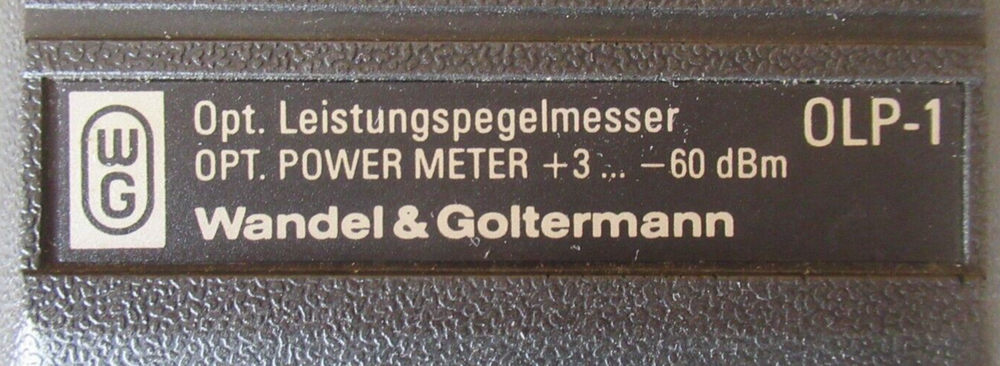 WG
Opt. Leistungspegelmesser OLP-1
OPT. POWER METER +3 ... −60 dBm
Wandel & Goltermann